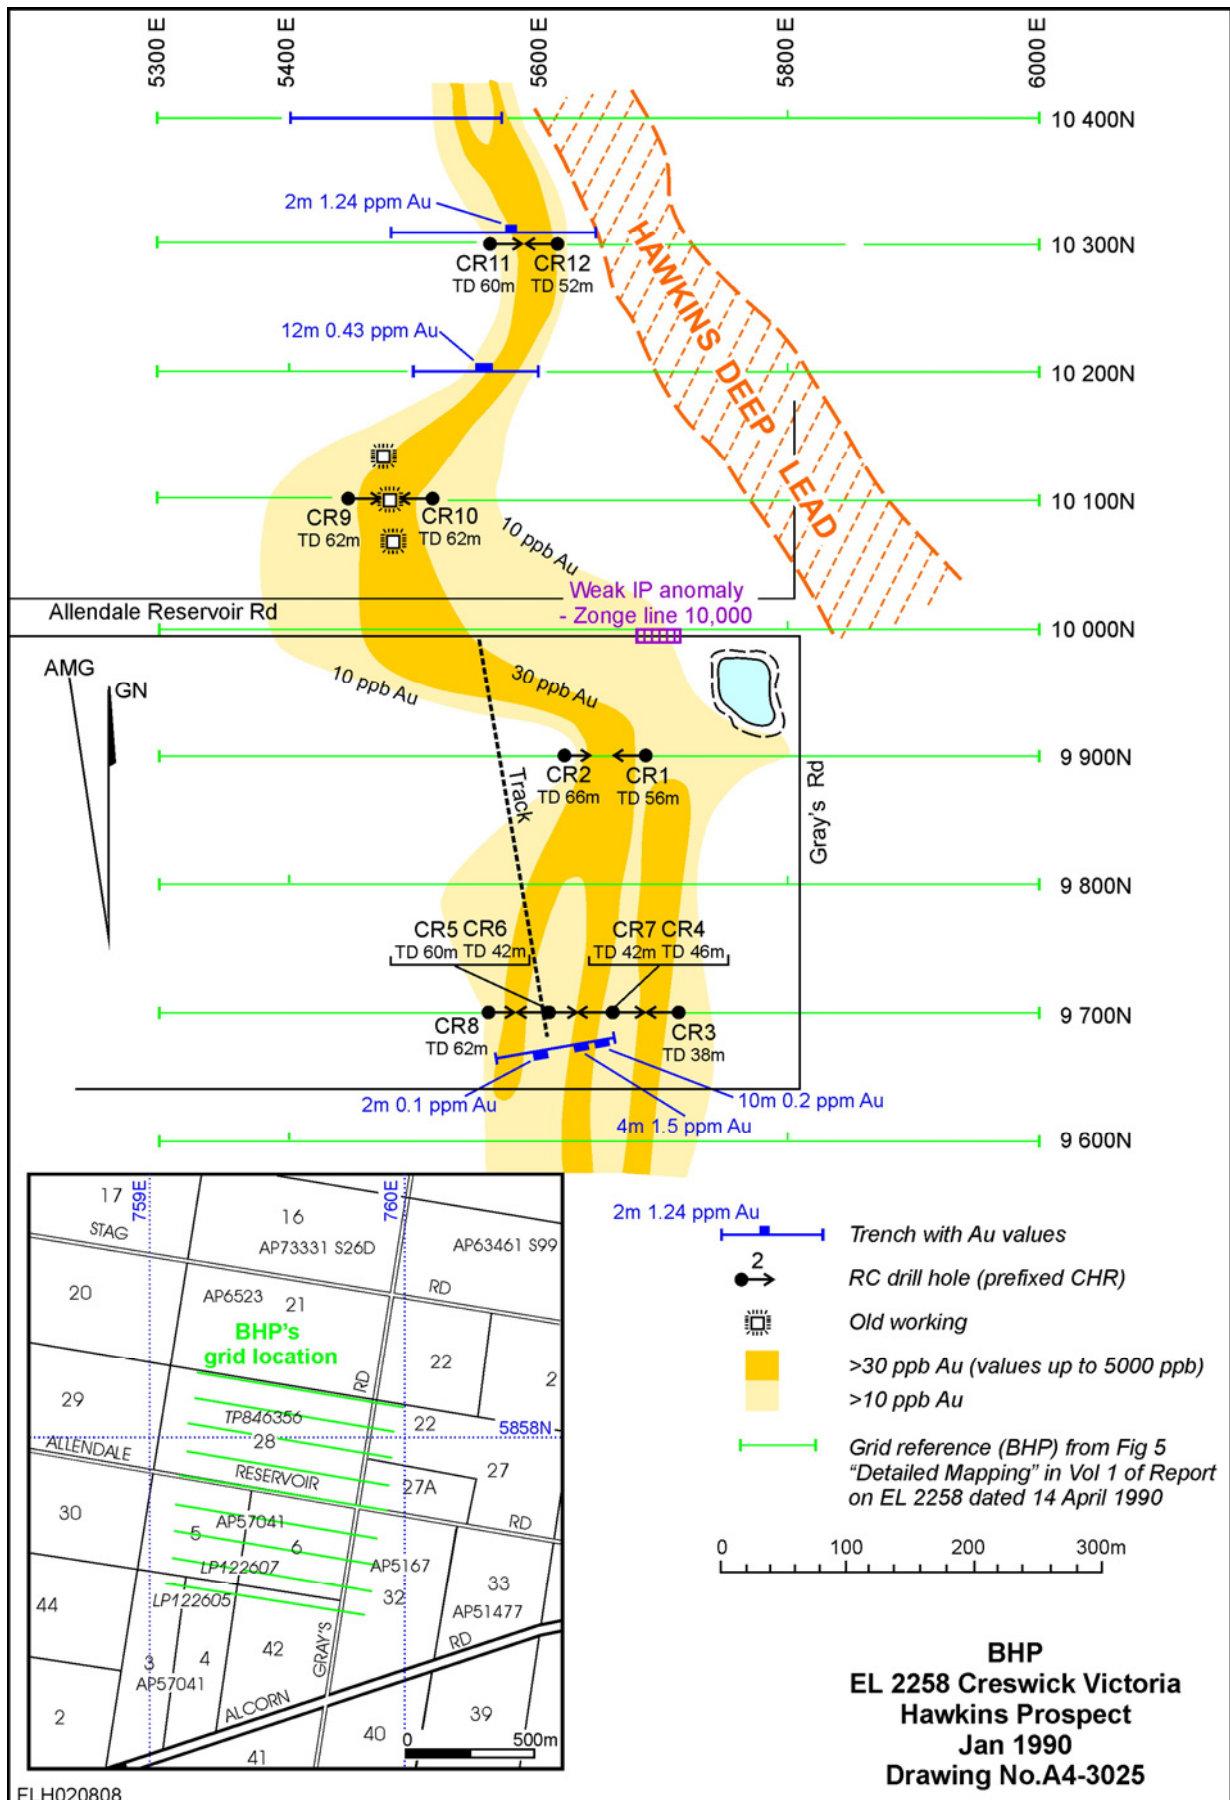 5300 E
5400 E
5600 E
5800 E
6000 E
10 400N
2m 1.24 ppm Au
10 300N
CR11
TD 60m
CR12
TD 52m
HAWKINS DEEP LEAD
12m 0.43 ppm Au
10 200N
10 100N
CR9
TD 62m
CR10
TD 62m
10 ppb Au
Weak IP anomaly
- Zonge line 10,000
Allendale Reservoir Rd
10 000N
AMG
GN
10 ppb Au
30 ppb Au
9 900N
CR2
TD 66m
CR1
TD 56m
Track
Gray's Rd
9 800N
CR5 CR6
TD 60m TD 42m
CR7 CR4
TD 42m TD 46m
9 700N
CR8
TD 62m
CR3
TD 38m
2m 0.1 ppm Au
10m 0.2 ppm Au
4m 1.5 ppm Au
9 600N
17
759E
16
760E
STAG
AP73331 S26D
AP63461 S99
20
AP6523
21
RD
BHP's
grid location
22
2
RD
29
TP846356
22
5858N
28
ALLENDALE
RESERVOIR
27
27A
30
AP57041
RD
5
6
LP122607
AP5167
33
LP122605
32
44
AP51477
RD
3
4
42
GRAY'S
AP57041
ALCORN
2
39
40
41
0
500m
2m 1.24 ppm Au
Trench with Au values
2
RC drill hole (prefixed CHR)
Old working
>30 ppb Au (values up to 5000 ppb)
>10 ppb Au
Grid reference (BHP) from Fig 5
"Detailed Mapping" in Vol 1 of Report
on EL 2258 dated 14 April 1990
0 100 200 300m
BHP
EL 2258 Creswick Victoria
Hawkins Prospect
Jan 1990
Drawing No.A4-3025
ELH020808